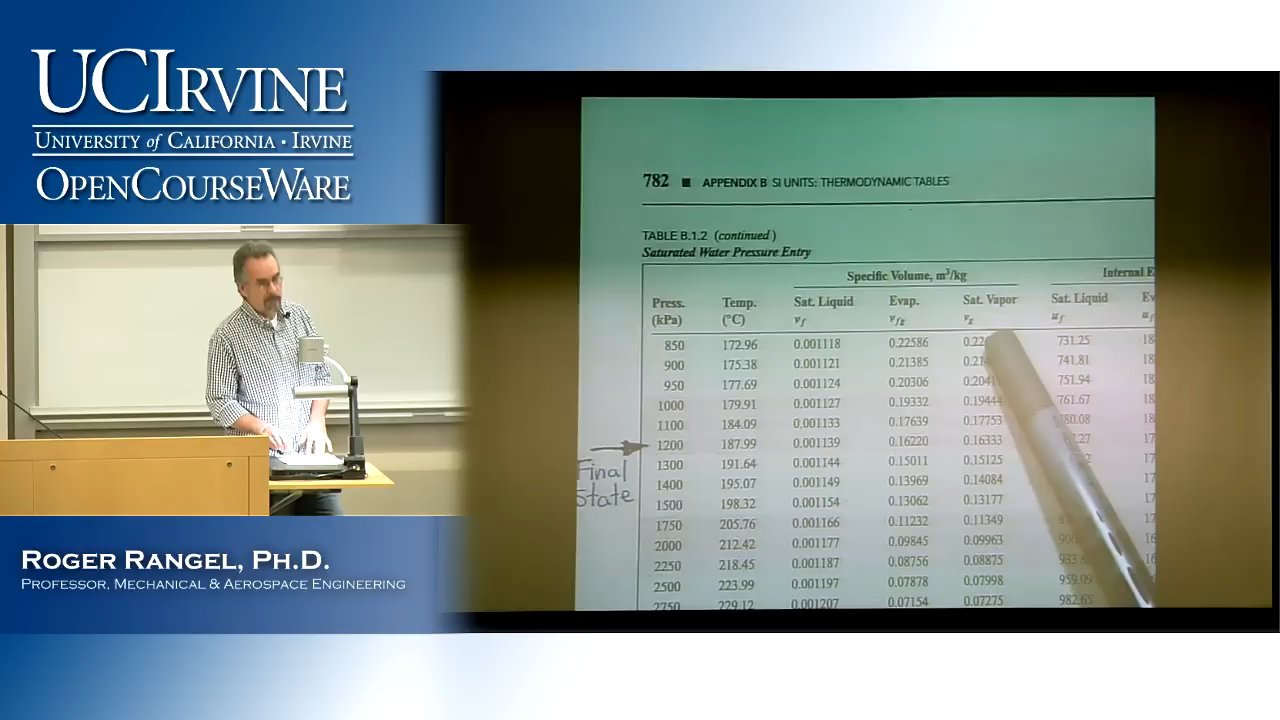 UCIRVINE
UNIVERSITY of CALIFORNIA • IRVINE
OPENCOURSEWARE
ROGER RANGEL, PH.D.
PROFESSOR, MECHANICAL & AEROSPACE ENGINEERING
782 ■ APPENDIX B SI UNITS: THERMODYNAMIC TABLES
TABLE B.1.2 (continued)
Saturated Water Pressure Entry
Specific Volume, m³/kg Internal
Press. Temp. Sat. Liquid Evap. Sat. Vapor Sat. Liquid
(kPa) (°C) vf vfg vg uf
850 172.96 0.001118 0.22586 731.25
900 175.38 0.001121 0.21385 741.81
950 177.69 0.001124 0.20306 751.94
1000 179.91 0.001127 0.19332 0.19444 761.67
1100 184.09 0.001133 0.17639 0.17753
1200 187.99 0.001139 0.16220 0.16333
1300 191.64 0.001144 0.15011 0.15125
1400 195.07 0.001149 0.13969 0.14084
1500 198.32 0.001154 0.13062 0.13177
1750 205.76 0.001166 0.11232 0.11349
2000 212.42 0.001177 0.09845 0.09963
2250 218.45 0.001187 0.08756 0.08875
2500 223.99 0.001197 0.07878 0.07998 959.09
2750 229.12 0.001207 0.07154 0.07275 982.65
Final
state